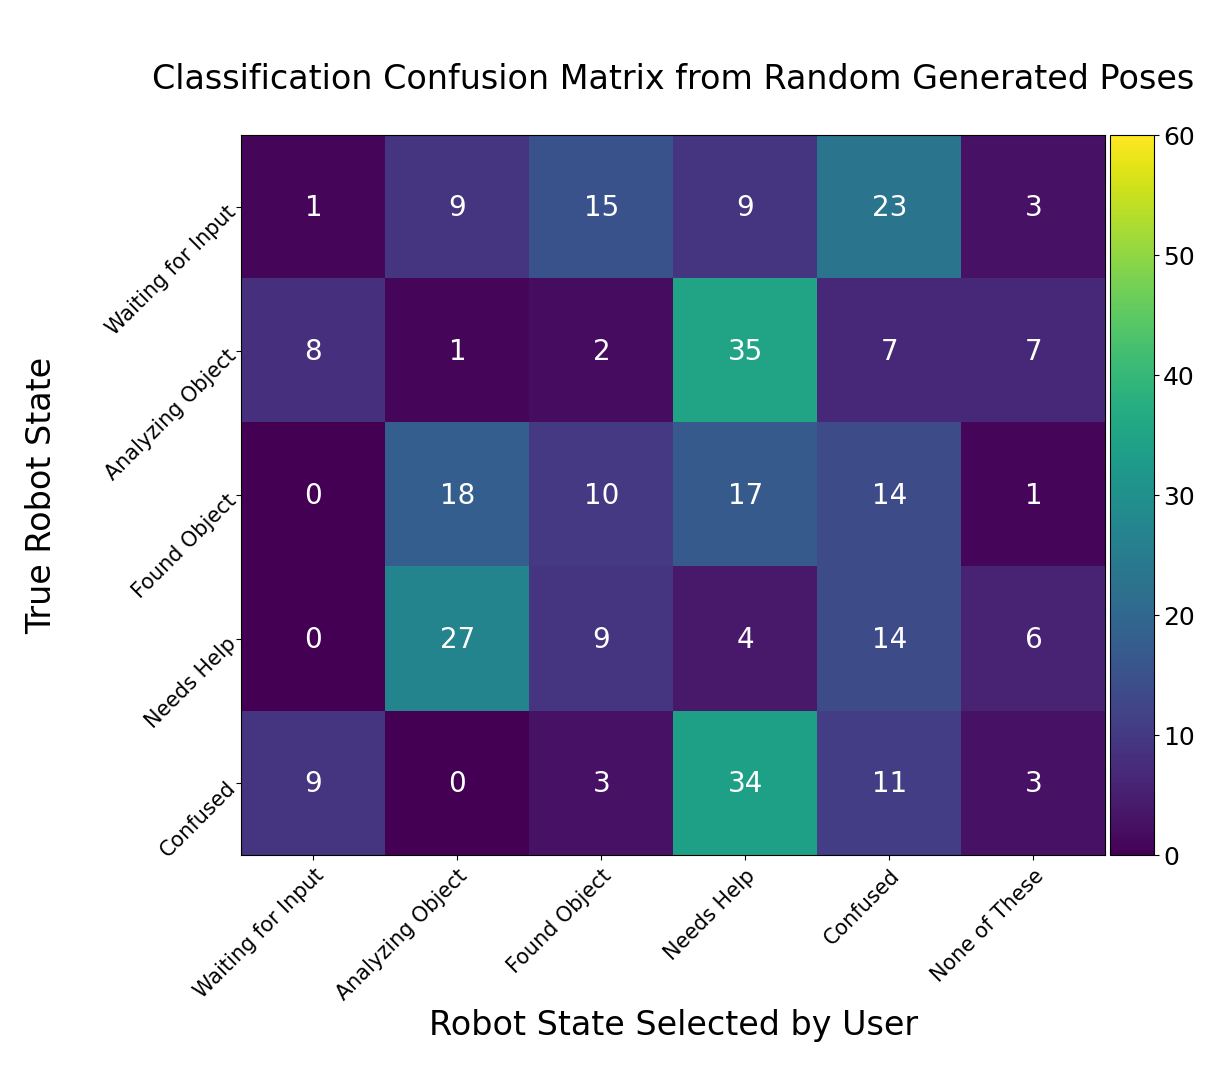 Classification Confusion Matrix from Random Generated Poses
True Robot State
Waiting for Input 1 9 15 9 23 3
Analyzing Object 8 1 2 35 7 7
Found Object 0 18 10 17 14 1
Needs Help 0 27 9 4 14 6
Confused 9 0 3 34 11 3
Waiting for Input Analyzing Object Found Object Needs Help Confused None of These
Robot State Selected by User
60
50
40
30
20
10
0